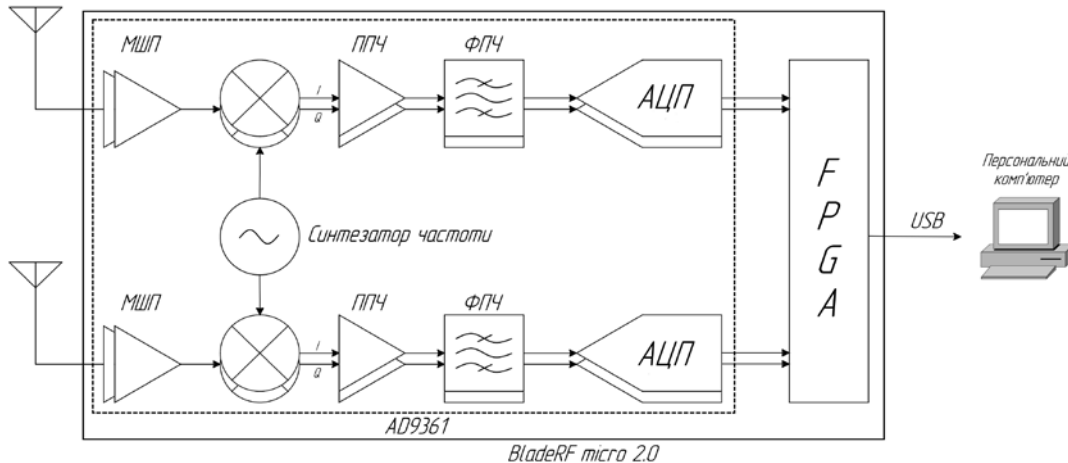 МШП
ППЧ
ФПЧ
I
Q
АЦП
Синтезатор частоти
FPGA
USB
Персональний
комп'ютер
МШП
ППЧ
ФПЧ
I
Q
АЦП
AD9361
BladeRF micro 2.0